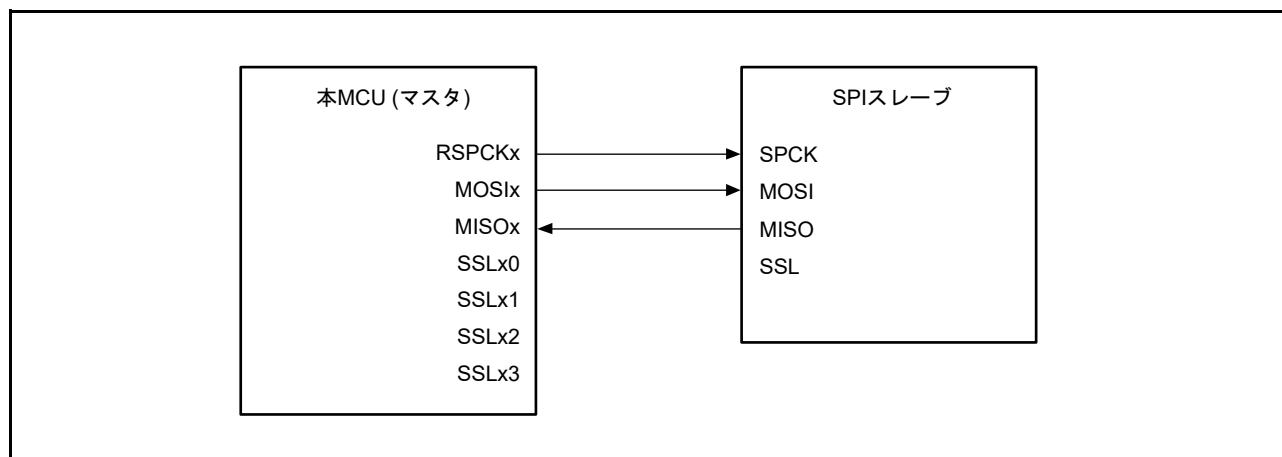 本MCU (マスタ)
RSPCKx
MOSIx
MISOx
SSLx0
SSLx1
SSLx2
SSLx3
SPIスレーブ
SPCK
MOSI
MISO
SSL